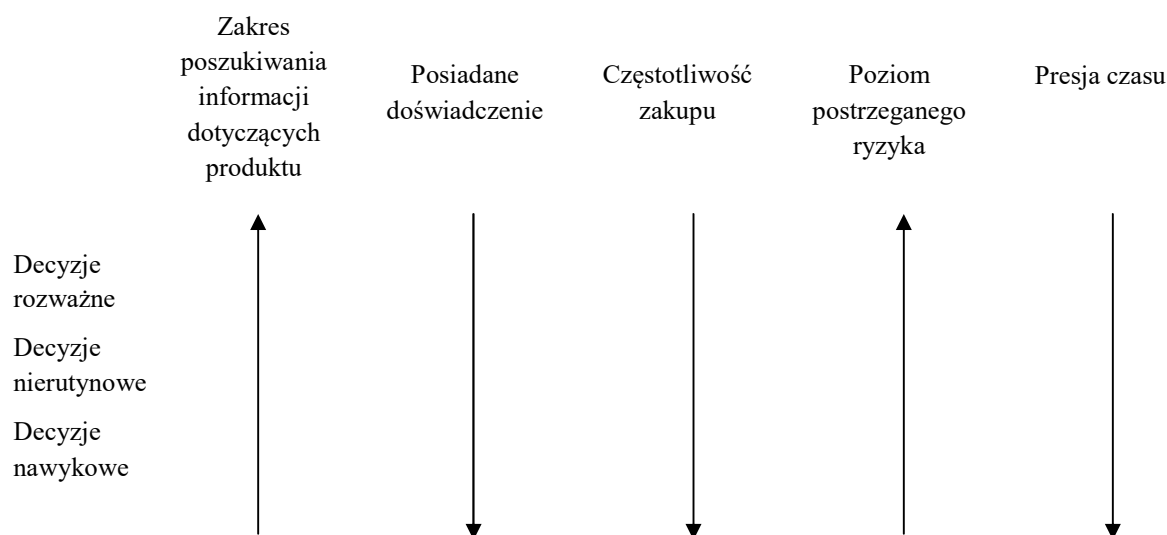 Zakres
poszukiwania
informacji
dotyczących
produktu
Posiadane
doświadczenie
Częstotliwość
zakupu
Poziom
postrzeganego
ryzyka
Presja czasu
Decyzje
rozważne
Decyzje
nierutynowe
Decyzje
nawykowe